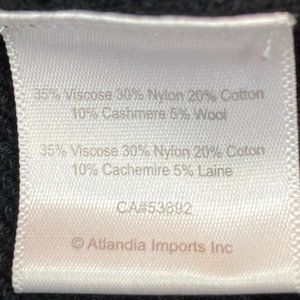 35% Viscose 30% Nylon 20% Cotton
10% Cashmere 5% Wool
35% Viscose 30% Nylon 20% Coton
10% Cachemire 5% Laine
CA#53892
© Atlandia Imports Inc